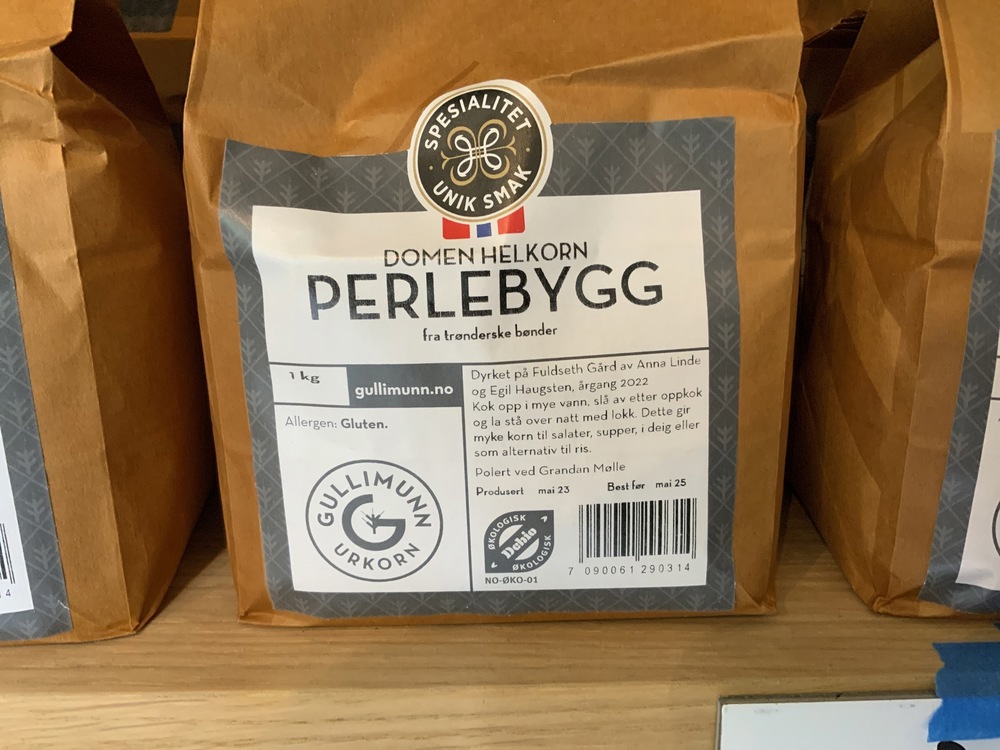 SPESIALITET
UNIK SMAK
DOMEN HELKORN
PERLEBYGG
fra trønderske bønder
1 kg
gullimunn.no
Allergen: Gluten.
GULLIMUNN
G
URKORN
Dyrket på Fuldseth Gård av Anna Linde
og Egil Haugsten, årgang 2022
Kok opp i mye vann, slå av etter oppkok
og la stå over natt med lokk. Dette gir
myke korn til salater, supper, i deig eller
som alternativ til ris.
Polert ved Grandan Mølle
Produsert mai 23 Best før mai 25
ØKOLOGISK
Debio
ØKOLOGISK
NO-ØKO-01
7 090061 290314
14